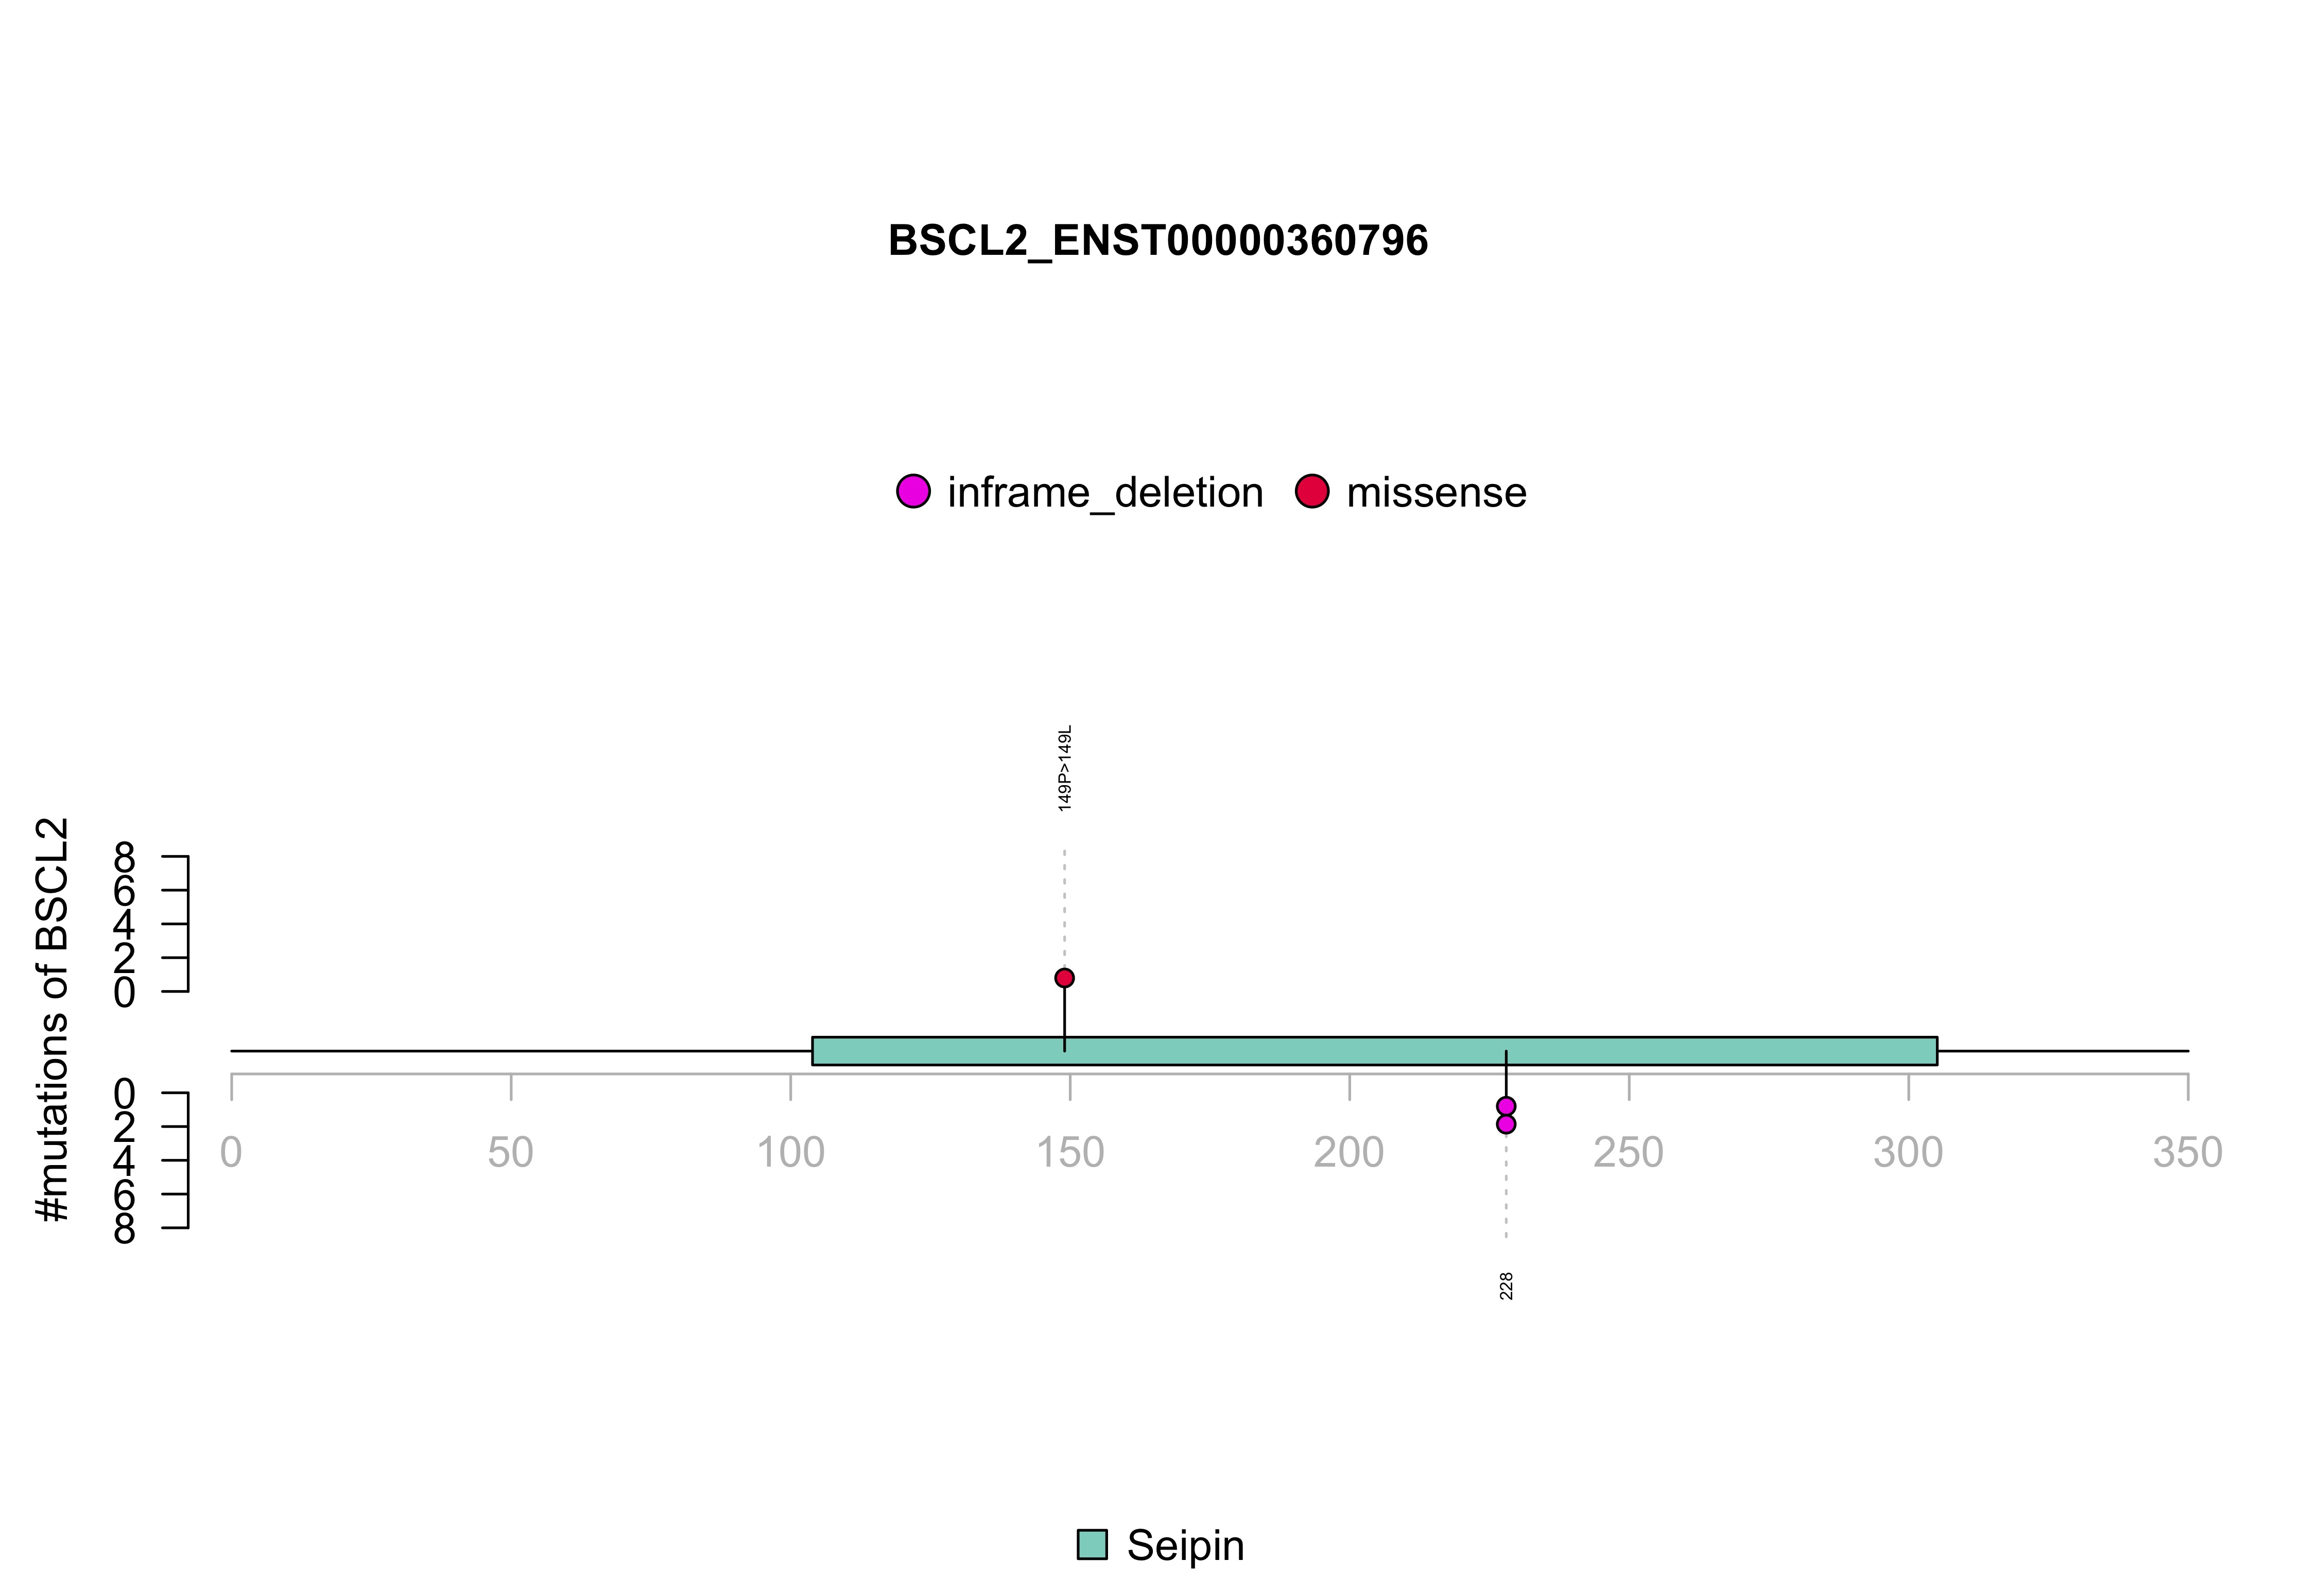 BSCL2_ENST00000360796
inframe_deletion missense
149P>149L
#mutations of BSCL2
8
6
4
2
0
0
2
4
6
8
0 50 100 150 200 250 300 350
228
Seipin